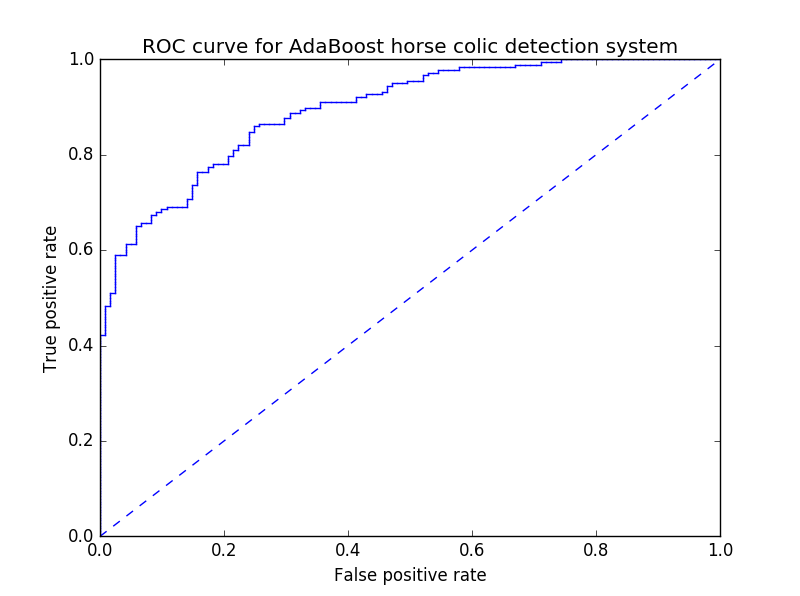 ROC curve for AdaBoost horse colic detection system
1.0
0.8
0.6
0.4
0.2
0.0
True positive rate
0.0 0.2 0.4 0.6 0.8 1.0
False positive rate